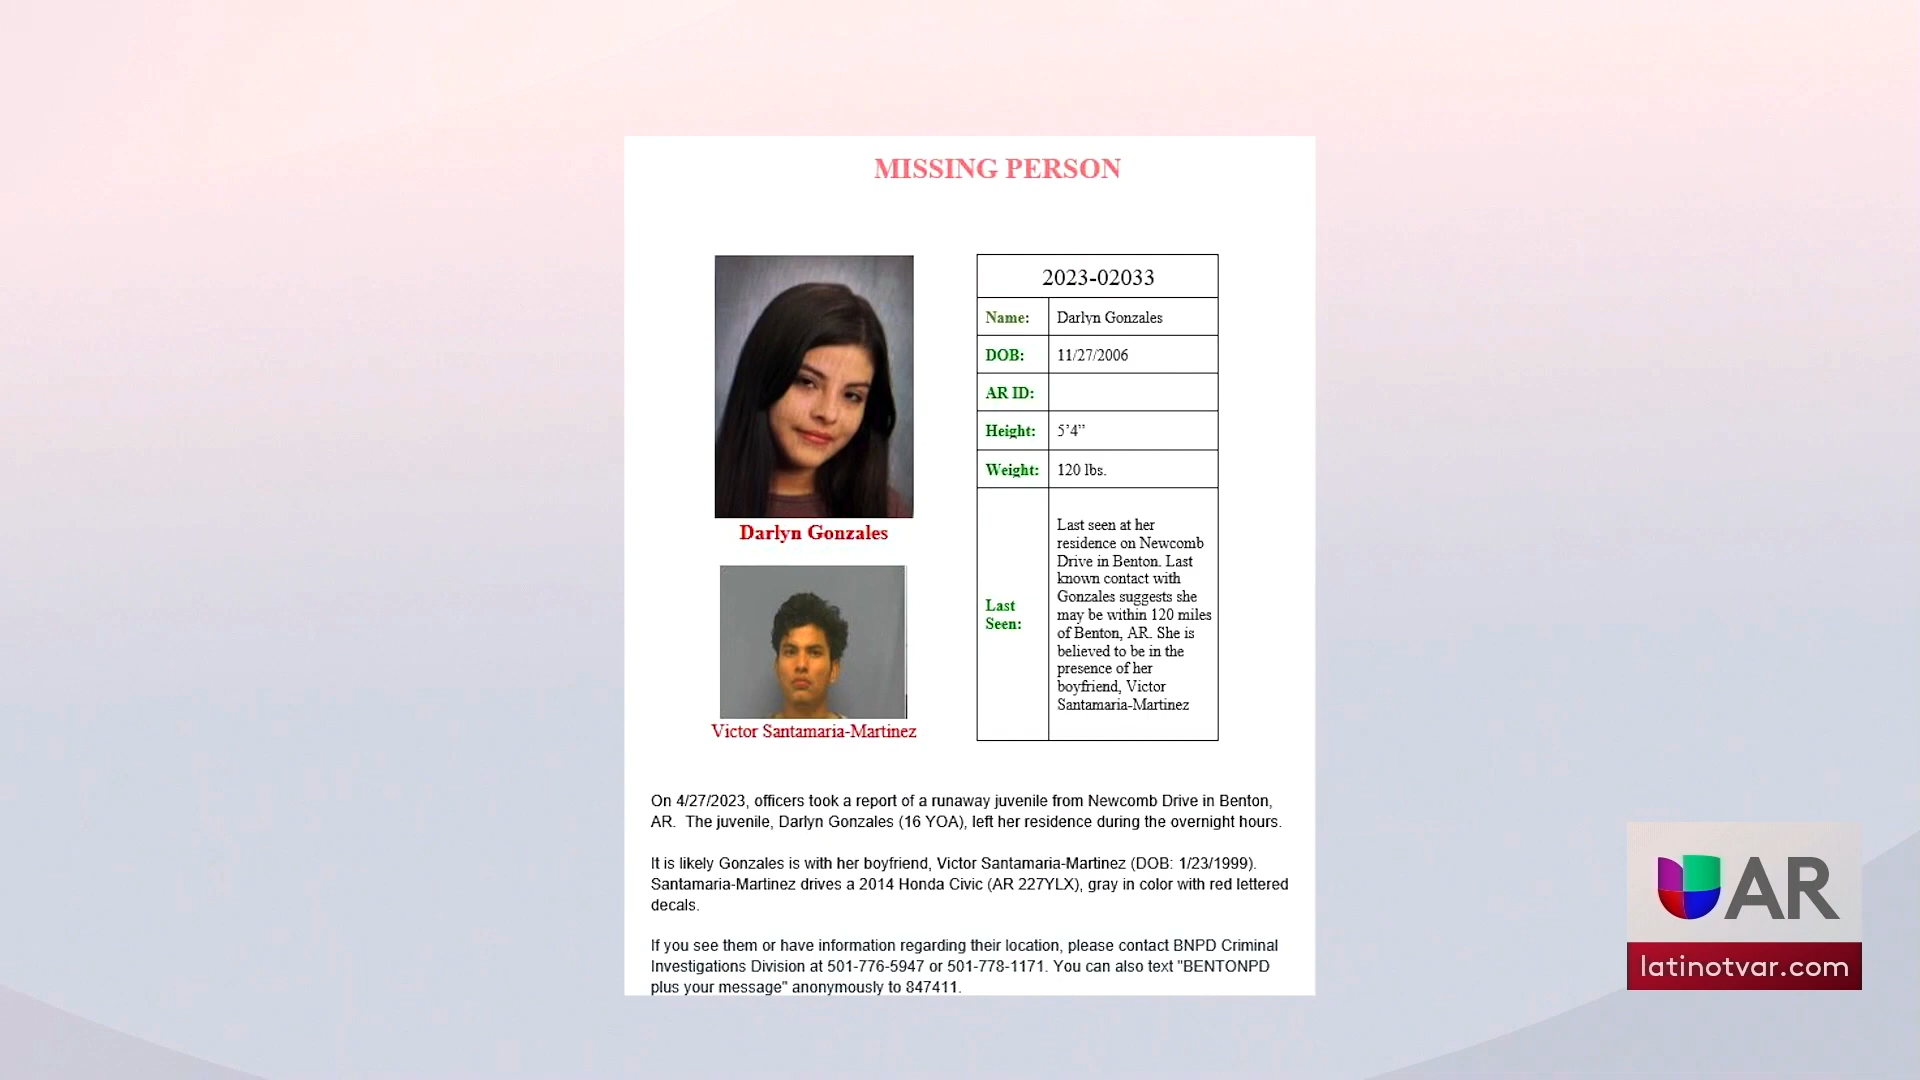 MISSING PERSON
Darlyn Gonzales
Victor Santamaria-Martinez
2023-02033
Name: Darlyn Gonzales
DOB: 11/27/2006
AR ID:
Height: 5’4”
Weight: 120 lbs.
Last
Seen:
Last seen at her
residence on Newcomb
Drive in Benton. Last
known contact with
Gonzales suggests she
may be within 120 miles
of Benton, AR. She is
believed to be in the
presence of her
boyfriend, Victor
Santamaria-Martinez
On 4/27/2023, officers took a report of a runaway juvenile from Newcomb Drive in Benton,
AR. The juvenile, Darlyn Gonzales (16 YOA), left her residence during the overnight hours.
It is likely Gonzales is with her boyfriend, Victor Santamaria-Martinez (DOB: 1/23/1999).
Santamaria-Martinez drives a 2014 Honda Civic (AR 227YLX), gray in color with red lettered
decals.
If you see them or have information regarding their location, please contact BNPD Criminal
Investigations Division at 501-776-5947 or 501-778-1171. You can also text "BENTONPD
plus your message" anonymously to 847411.
AR
latinotvar.com